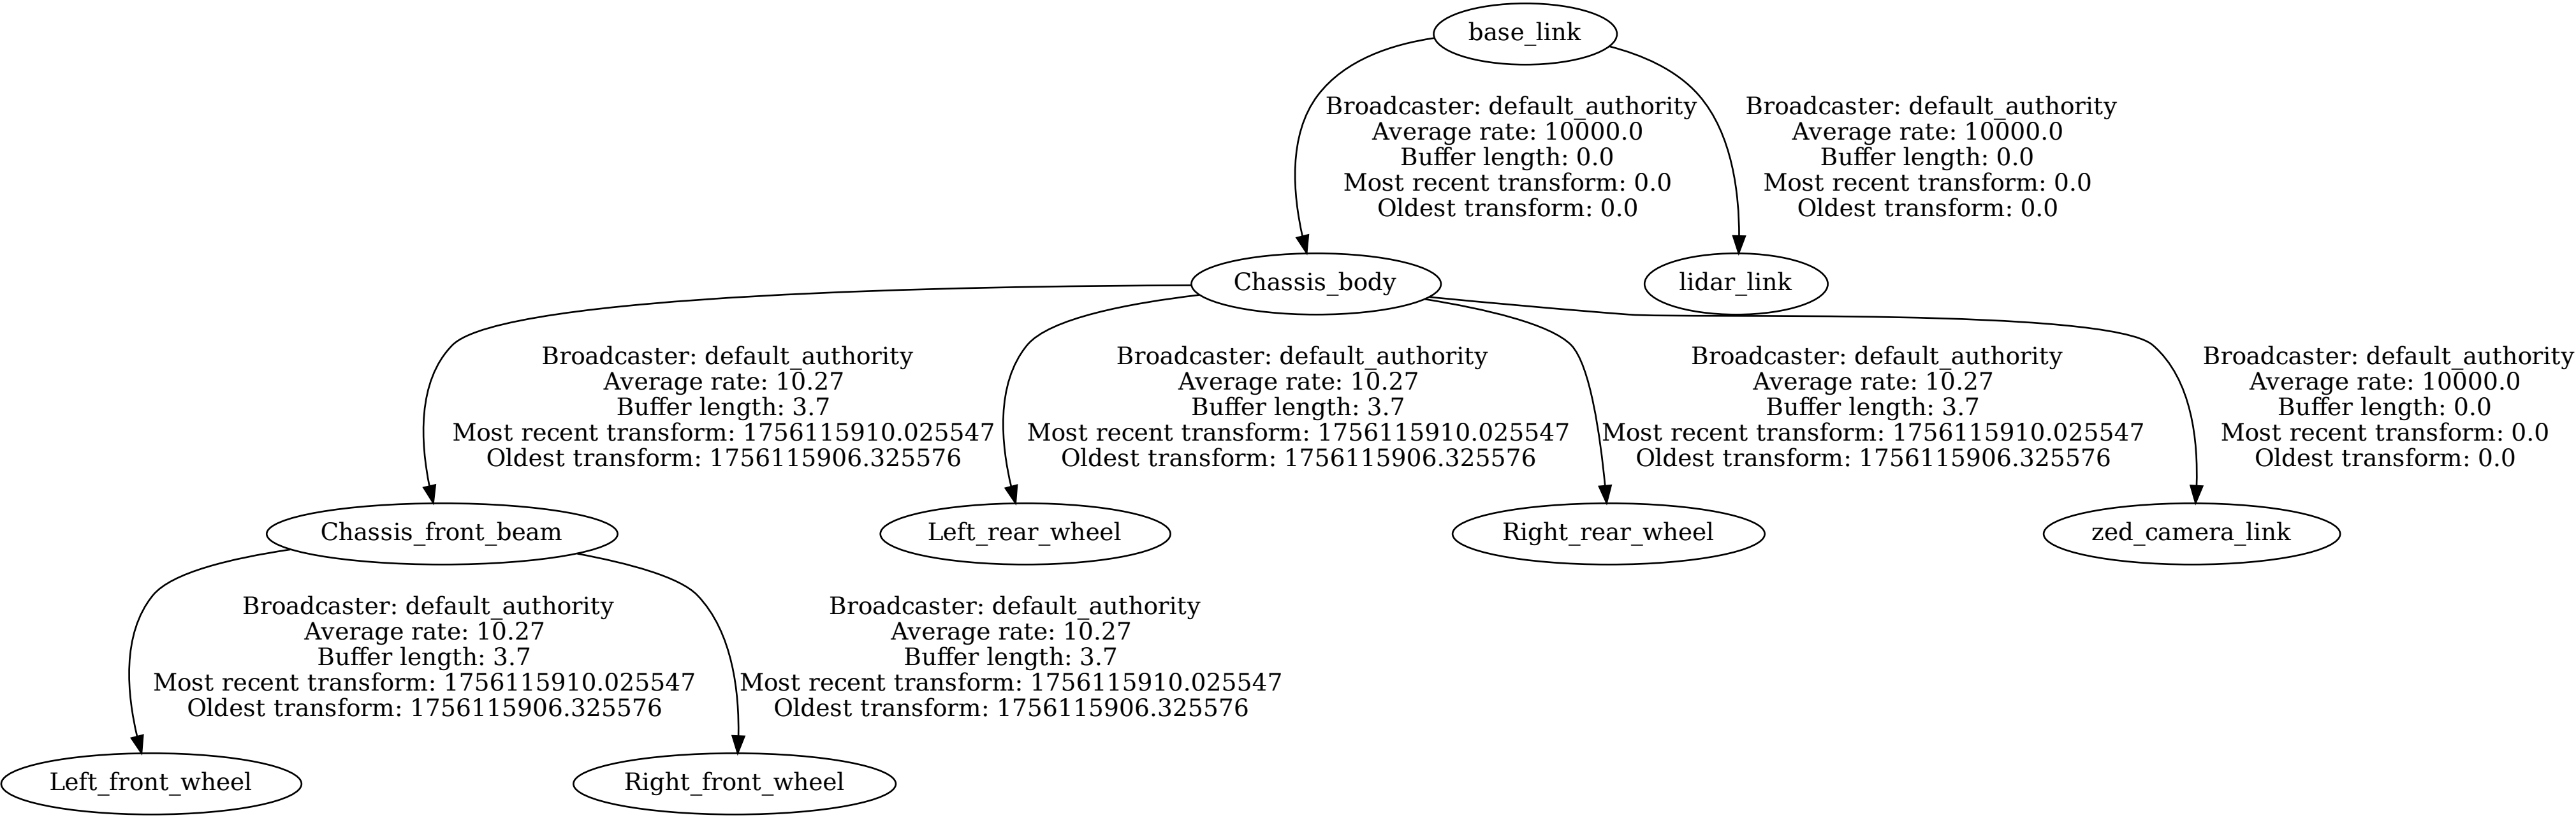 base_link
Broadcaster: default_authority
Average rate: 10000.0
Buffer length: 0.0
Most recent transform: 0.0
Oldest transform: 0.0
Broadcaster: default_authority
Average rate: 10000.0
Buffer length: 0.0
Most recent transform: 0.0
Oldest transform: 0.0
Chassis_body
lidar_link
Broadcaster: default_authority
Average rate: 10.27
Buffer length: 3.7
Most recent transform: 1756115910.025547
Oldest transform: 1756115906.325576
Broadcaster: default_authority
Average rate: 10.27
Buffer length: 3.7
Most recent transform: 1756115910.025547
Oldest transform: 1756115906.325576
Broadcaster: default_authority
Average rate: 10.27
Buffer length: 3.7
Most recent transform: 1756115910.025547
Oldest transform: 1756115906.325576
Broadcaster: default_authority
Average rate: 10000.0
Buffer length: 0.0
Most recent transform: 0.0
Oldest transform: 0.0
Chassis_front_beam
Left_rear_wheel
Right_rear_wheel
zed_camera_link
Broadcaster: default_authority
Average rate: 10.27
Buffer length: 3.7
Most recent transform: 1756115910.025547
Oldest transform: 1756115906.325576
Broadcaster: default_authority
Average rate: 10.27
Buffer length: 3.7
Most recent transform: 1756115910.025547
Oldest transform: 1756115906.325576
Left_front_wheel
Right_front_wheel